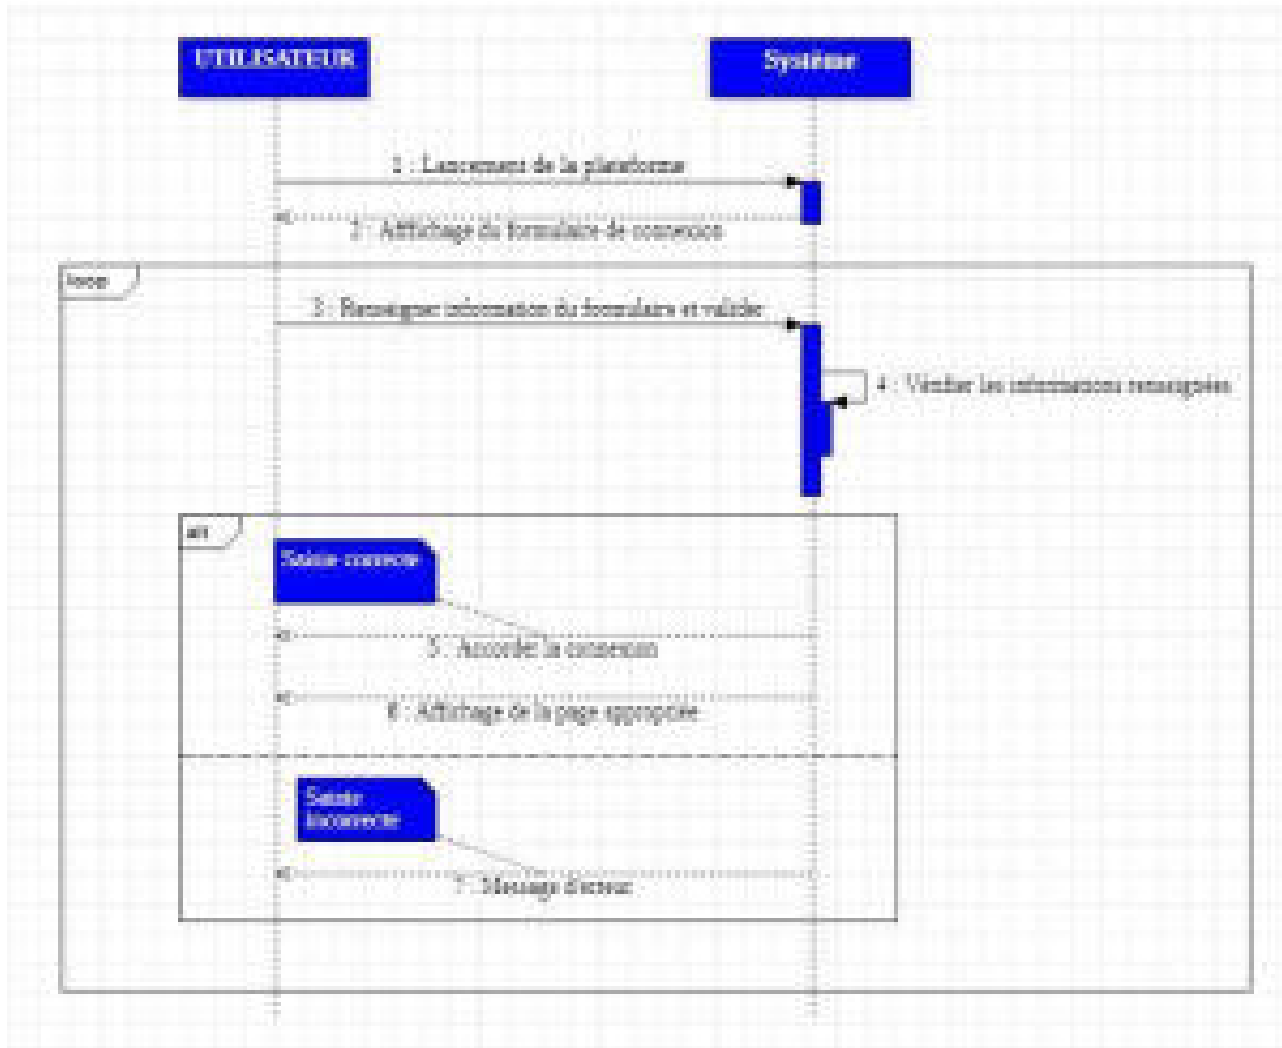 UTILISATEUR
Système
1 : Lancement de la plateforme
2 : Afffichage du formulaire de connexion
loop
3 : Renseigner information du formulaire et valider
4 : Vérifier les informations renseignées
alt
Saisie correcte
5 : Accorder la connexion
6 : Affichage de la page appropriée
Saisie
incorrecte
7 : Message d'erreur